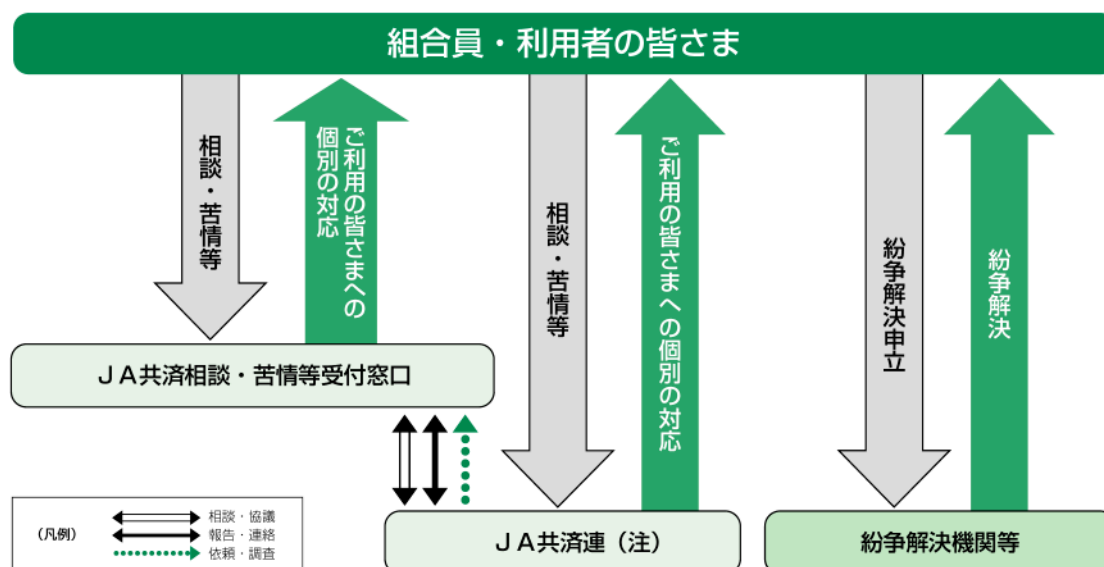 組合員・利用者の皆さま
相談・苦情等
ご利用の皆さまへの
個別の対応
相談・苦情等
ご利用の皆さまへの個別の対応
紛争解決申立
紛争解決
ＪＡ共済相談・苦情等受付窓口
（凡例）
相談・協議
報告・連絡
依頼・調査
ＪＡ共済連（注）
紛争解決機関等